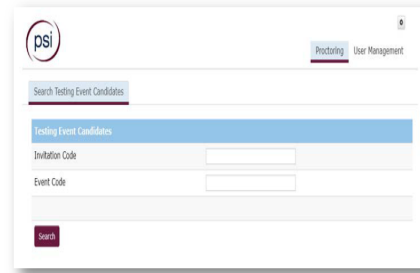 psi
0
Proctoring User Management
Search Testing Event Candidates
Testing Event Candidates
Invitation Code
Event Code
Search